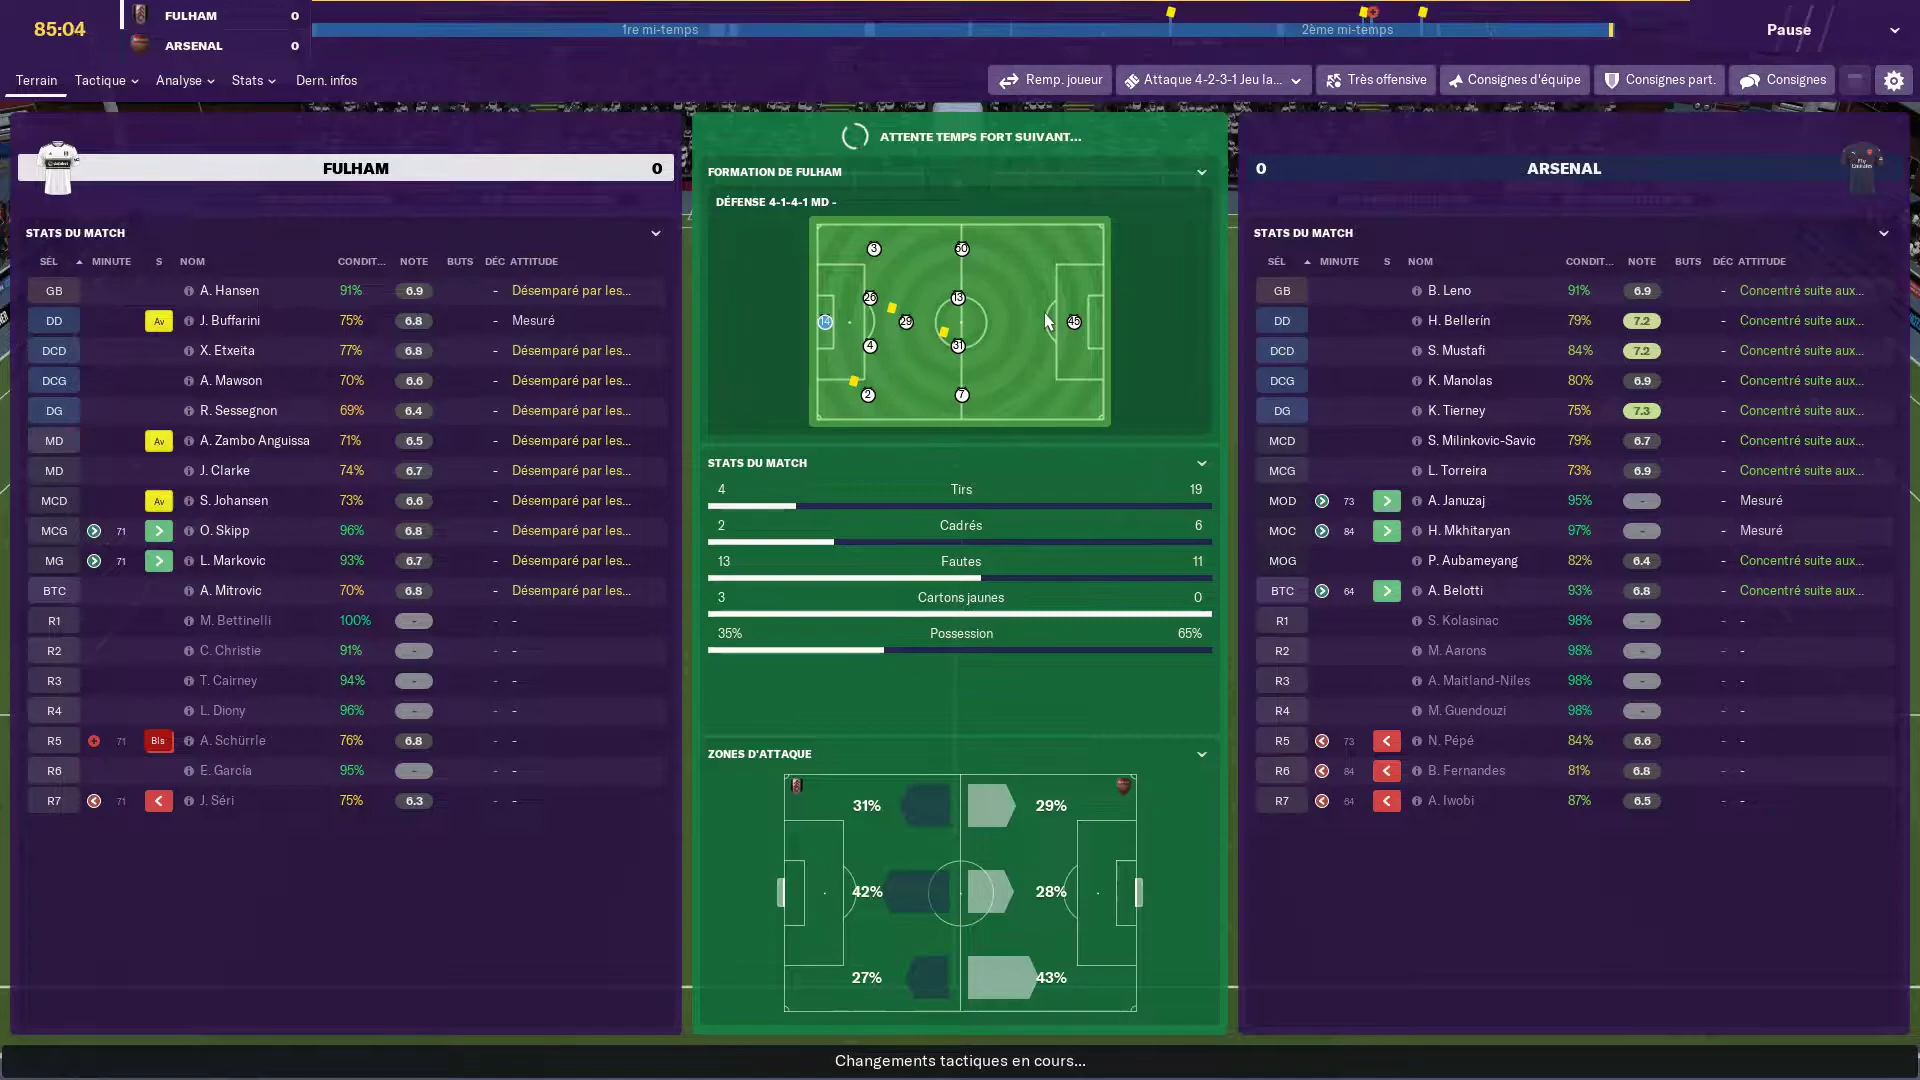 85:04
FULHAM 0
ARSENAL 0
1re mi-temps
2ème mi-temps
Pause
Terrain Tactique Analyse Stats Dern. infos
Remp. joueur Attaque 4-2-3-1 Jeu la... Très offensive Consignes d'équipe Consignes part. Consignes
FULHAM 0
STATS DU MATCH
SÉL MINUTE S NOM CONDIT... NOTE BUTS DÉC ATTITUDE
GB A. Hansen 91% 6.9 - Désemparé par les...
DD Av J. Buffarini 75% 6.8 - Mesuré
DCD X. Etxeita 77% 6.8 - Désemparé par les...
DCG A. Mawson 70% 6.6 - Désemparé par les...
DG R. Sessegnon 69% 6.4 - Désemparé par les...
MD Av A. Zambo Anguissa 71% 6.5 - Désemparé par les...
MD J. Clarke 74% 6.7 - Désemparé par les...
MCD Av S. Johansen 73% 6.6 - Désemparé par les...
MCG 71 O. Skipp 96% 6.8 - Désemparé par les...
MG 71 L. Markovic 93% 6.7 - Désemparé par les...
BTC A. Mitrovic 70% 6.8 - Désemparé par les...
R1 M. Bettinelli 100% - - -
R2 C. Christie 91% - - -
R3 T. Cairney 94% - - -
R4 L. Diony 96% - - -
R5 71 Bls A. Schürrle 76% 6.8 - -
R6 E. García 95% - - -
R7 71 J. Séri 75% 6.3 - -
ATTENTE TEMPS FORT SUIVANT...
FORMATION DE FULHAM
DÉFENSE 4-1-4-1 MD -
3 50
26 13
14 29 45
4 31
2 7
STATS DU MATCH
4 Tirs 19
2 Cadrés 6
13 Fautes 11
3 Cartons jaunes 0
35% Possession 65%
ZONES D'ATTAQUE
31% 29%
42% 28%
27% 43%
0 ARSENAL
Fly Emirates
STATS DU MATCH
SÉL MINUTE S NOM CONDIT... NOTE BUTS DÉC ATTITUDE
GB B. Leno 91% 6.9 - Concentré suite aux...
DD H. Bellerín 79% 7.2 - Concentré suite aux...
DCD S. Mustafi 84% 7.2 - Concentré suite aux...
DCG K. Manolas 80% 6.9 - Concentré suite aux...
DG K. Tierney 75% 7.3 - Concentré suite aux...
MCD S. Milinkovic-Savic 79% 6.7 - Concentré suite aux...
MCG L. Torreira 73% 6.9 - Concentré suite aux...
MOD 73 A. Januzaj 95% - - Mesuré
MOC 84 H. Mkhitaryan 97% - - Mesuré
MOG P. Aubameyang 82% 6.4 - Concentré suite aux...
BTC 64 A. Belotti 93% 6.8 - Concentré suite aux...
R1 S. Kolasinac 98% - - -
R2 M. Aarons 98% - - -
R3 A. Maitland-Niles 98% - - -
R4 M. Guendouzi 98% - - -
R5 73 N. Pépé 84% 6.6 - -
R6 84 B. Fernandes 81% 6.8 - -
R7 64 A. Iwobi 87% 6.5 - -
Changements tactiques en cours...